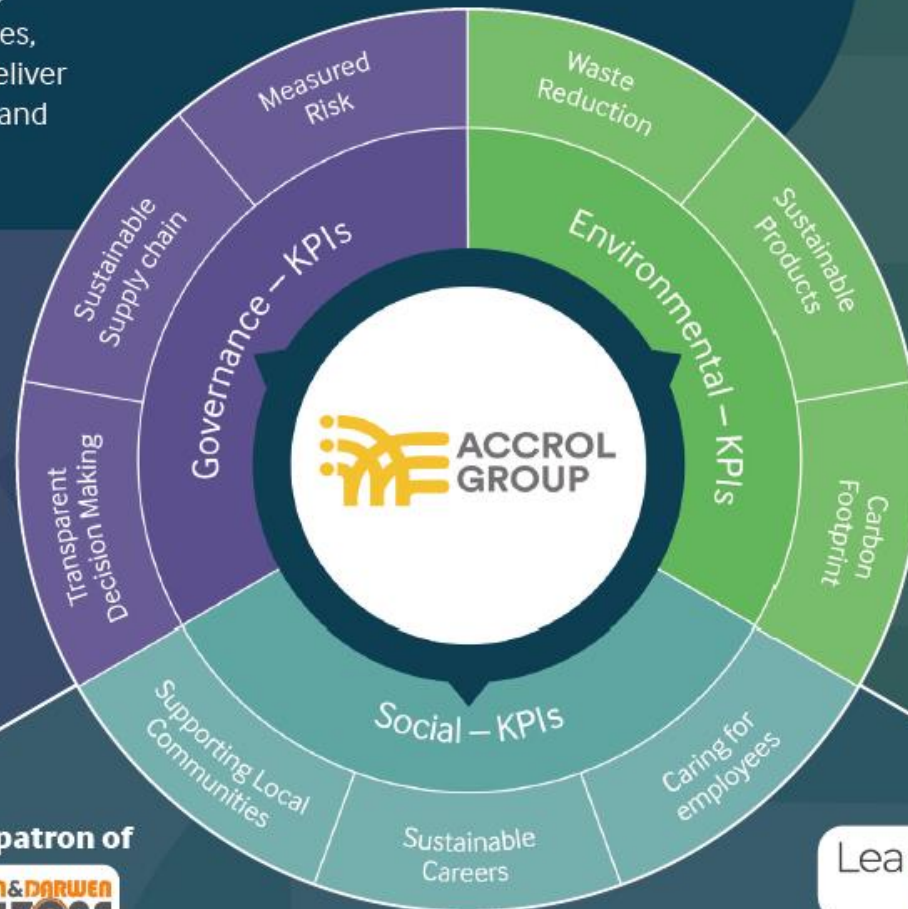 es,
eliver
and
Measured
Risk
Waste
Reduction
Sustainable
Supply chain
Sustainable
Products
Governance – KPIs
Environmental – KPIs
ACCROL
GROUP
Transparent
Decision Making
Carbon
Footprint
Social – KPIs
Supporting Local
Communities
Sustainable
Careers
Caring for
employees
patron of
&DARWEN
Lea